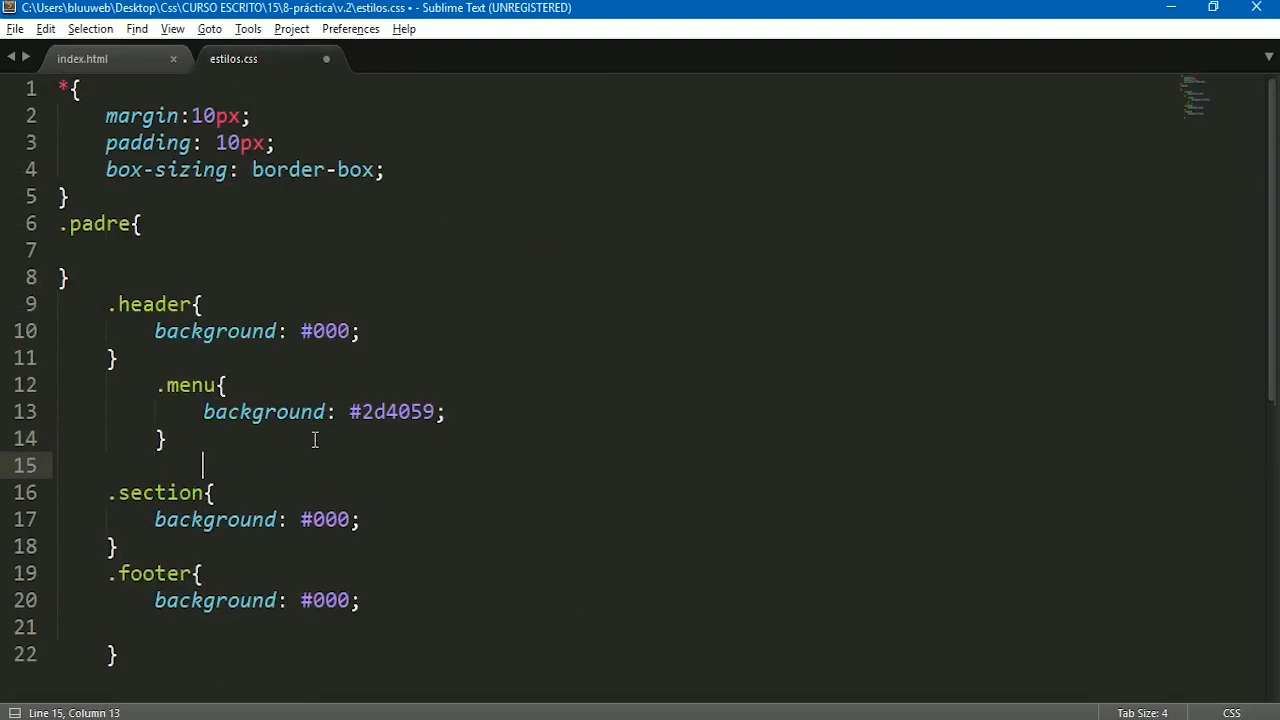 C:\Users\bluuweb\Desktop\Css\CURSO ESCRITO\15\8-práctica\v.2\estilos.css • - Sublime Text (UNREGISTERED)
File Edit Selection Find View Goto Tools Project Preferences Help
index.html × estilos.css
1 *{
2 margin:10px;
3 padding: 10px;
4 box-sizing: border-box;
5 }
6 .padre{
7
8 }
9 .header{
10 background: #000;
11 }
12 .menu{
13 background: #2d4059;
14 }
15
16 .section{
17 background: #000;
18 }
19 .footer{
20 background: #000;
21
22 }
Line 15, Column 13 Tab Size: 4 CSS